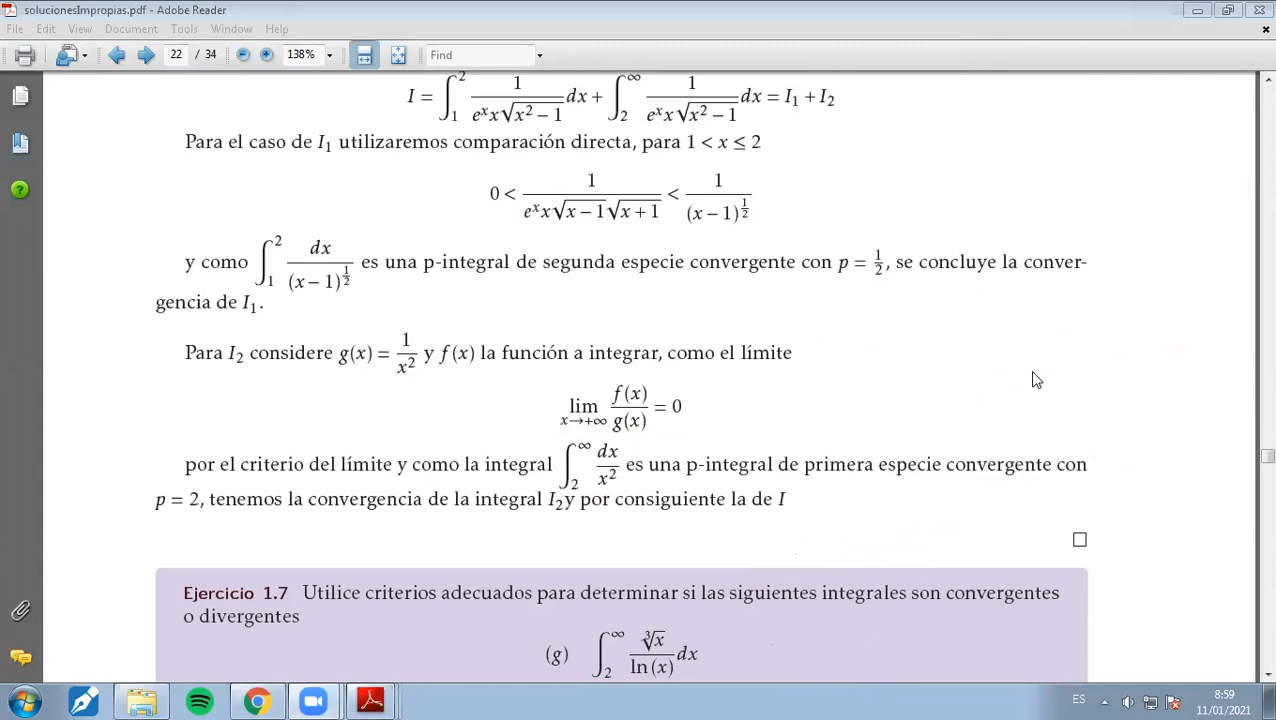 solucionesImpropias.pdf - Adobe Reader
File Edit View Document Tools Window Help
22 / 34 138% Find
I = ∫_1^2 1/(e^x x√(x² − 1)) dx + ∫_2^∞ 1/(e^x x√(x² − 1)) dx = I₁ + I₂
Para el caso de I₁ utilizaremos comparación directa, para 1 < x ≤ 2
0 < 1/(e^x x√(x − 1)√(x + 1)) < 1/(x − 1)^(1/2)
y como ∫_1^2 dx/(x − 1)^(1/2) es una p-integral de segunda especie convergente con p = 1/2, se concluye la conver-
gencia de I₁.
Para I₂ considere g(x) = 1/x² y f(x) la función a integrar, como el límite
lim_{x→+∞} f(x)/g(x) = 0
por el criterio del límite y como la integral ∫_2^∞ dx/x² es una p-integral de primera especie convergente con
p = 2, tenemos la convergencia de la integral I₂y por consiguiente la de I
□
Ejercicio 1.7 Utilice criterios adecuados para determinar si las siguientes integrales son convergentes
o divergentes
(g) ∫_2^∞ ∛x/ln(x) dx
ES 8:59
11/01/2021